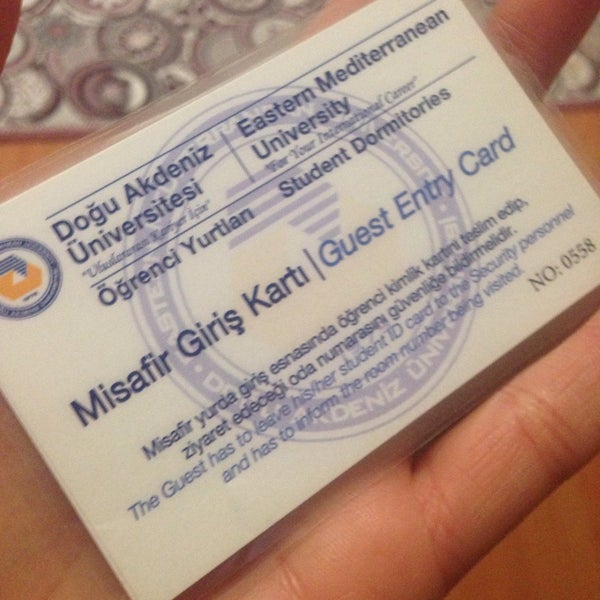 Doğu Akdeniz Üniversitesi
"Uluslararası Kariyer İçin"
Eastern Mediterranean University
"For Your International Career"
Öğrenci Yurtları Student Dormitories
Misafir Giriş Kartı | Guest Entry Card
Misafir yurda giriş esnasında öğrenci kimlik kartını teslim edip,
ziyaret edeceği oda numarasını güvenliğe bildirmelidir.
The Guest has to leave his/her student ID card to the Security personnel
and has to inform the room number being visited.
NO: 0558